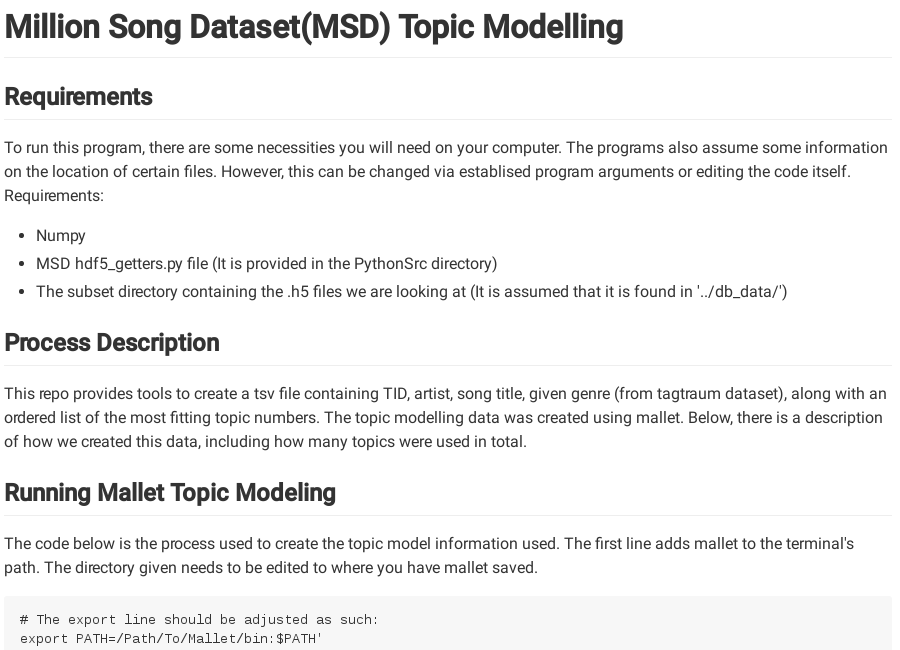 Million Song Dataset(MSD) Topic Modelling
Requirements
To run this program, there are some necessities you will need on your computer. The programs also assume some information
on the location of certain files. However, this can be changed via establised program arguments or editing the code itself.
Requirements:
• Numpy
• MSD hdf5_getters.py file (It is provided in the PythonSrc directory)
• The subset directory containing the .h5 files we are looking at (It is assumed that it is found in '../db_data/')
Process Description
This repo provides tools to create a tsv file containing TID, artist, song title, given genre (from tagtraum dataset), along with an
ordered list of the most fitting topic numbers. The topic modelling data was created using mallet. Below, there is a description
of how we created this data, including how many topics were used in total.
Running Mallet Topic Modeling
The code below is the process used to create the topic model information used. The first line adds mallet to the terminal's
path. The directory given needs to be edited to where you have mallet saved.
# The export line should be adjusted as such:
export PATH=/Path/To/Mallet/bin:$PATH'